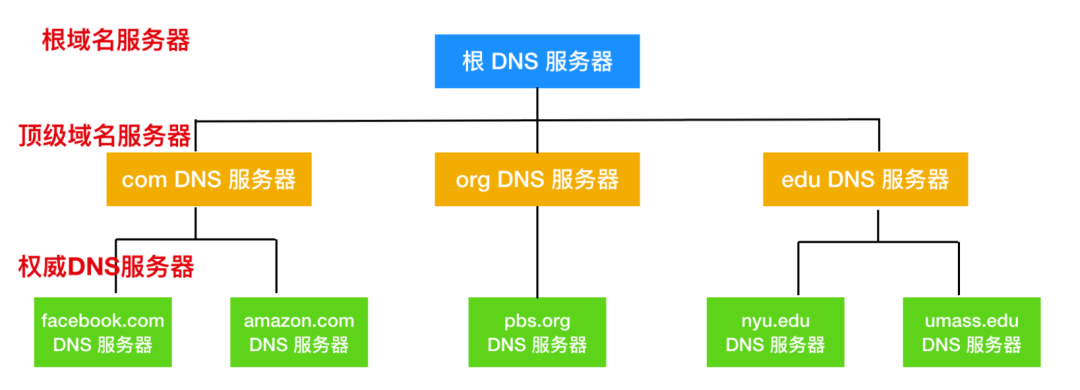 根域名服务器
根 DNS 服务器
顶级域名服务器
com DNS 服务器
org DNS 服务器
edu DNS 服务器
权威DNS服务器
facebook.com
DNS 服务器
amazon.com
DNS 服务器
pbs.org
DNS 服务器
nyu.edu
DNS 服务器
umass.edu
DNS 服务器